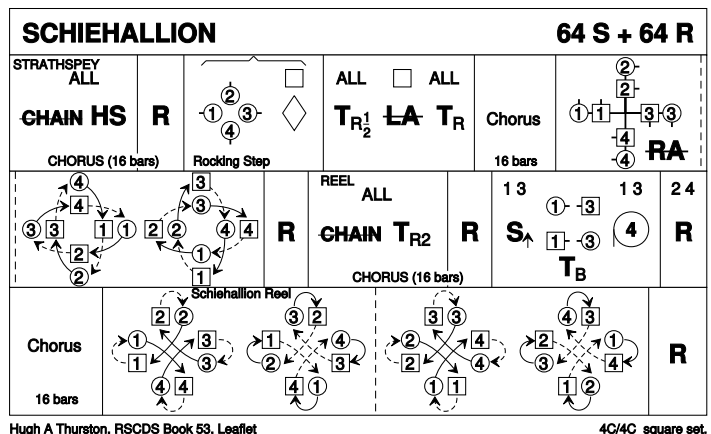 SCHIEHALLION 64 S + 64 R
STRATHSPEY
ALL
CHAIN HS
CHORUS (16 bars)
R
2
1 3
4
Rocking Step
ALL ALL
TR½ LA TR
Chorus
16 bars
2
2
1 1 3 3
4
4
RA
4
4
3 3 1 1
2
2
3
3
2 2 4 4
1
1
R
REEL
ALL
CHAIN TR2
CHORUS (16 bars)
R
1 3 1 3
1 3
S 4
1 3
TB
2 4
R
Chorus
16 bars
Schiehallion Reel
2 2
1 3
1 3
4 4
3 2
1 4
2 3
4 1
3 3
2 4
2 4
1 1
4 3
2 1
3 4
1 2
R
Hugh A Thurston, RSCDS Book 53, Leaflet 4C/4C square set.